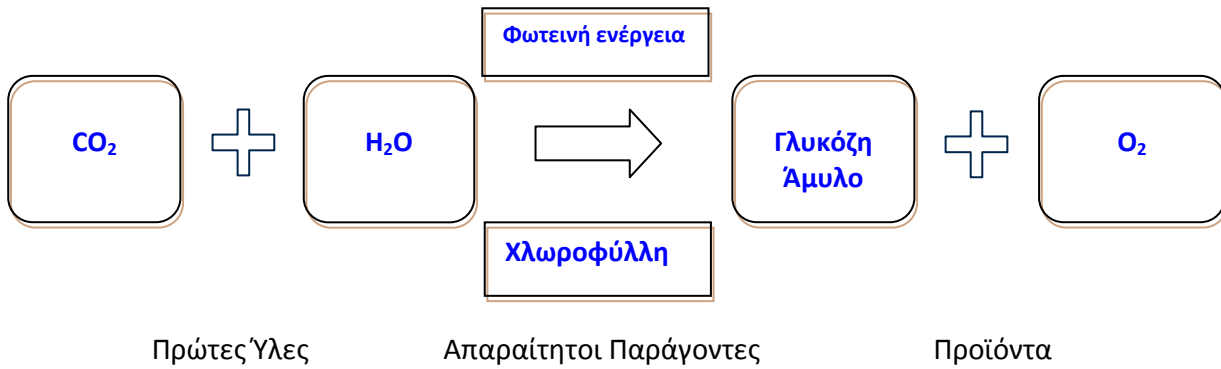 Φωτεινή ενέργεια
CO₂
H₂O
Γλυκόζη
Άμυλο
O₂
Χλωροφύλλη
Πρώτες Ύλες
Απαραίτητοι Παράγοντες
Προϊόντα